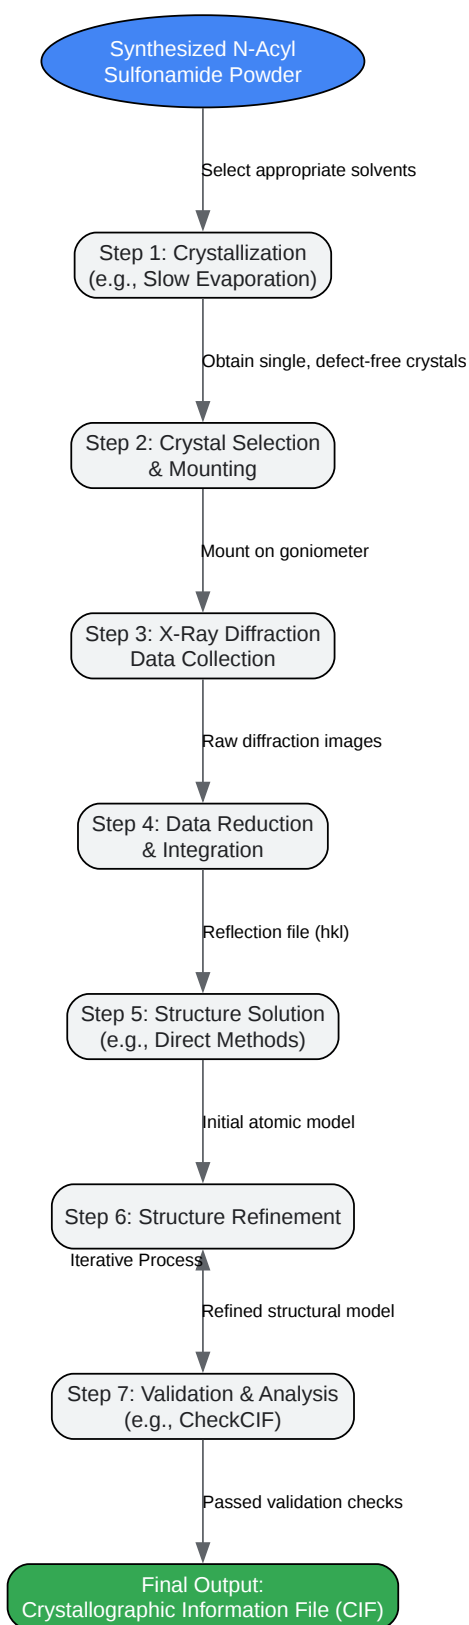 Synthesized N-Acyl
Sulfonamide Powder
Select appropriate solvents
Step 1: Crystallization
(e.g., Slow Evaporation)
Obtain single, defect-free crystals
Step 2: Crystal Selection
& Mounting
Mount on goniometer
Step 3: X-Ray Diffraction
Data Collection
Raw diffraction images
Step 4: Data Reduction
& Integration
Reflection file (hkl)
Step 5: Structure Solution
(e.g., Direct Methods)
Initial atomic model
Step 6: Structure Refinement
Iterative Process
Refined structural model
Step 7: Validation & Analysis
(e.g., CheckCIF)
Passed validation checks
Final Output:
Crystallographic Information File (CIF)